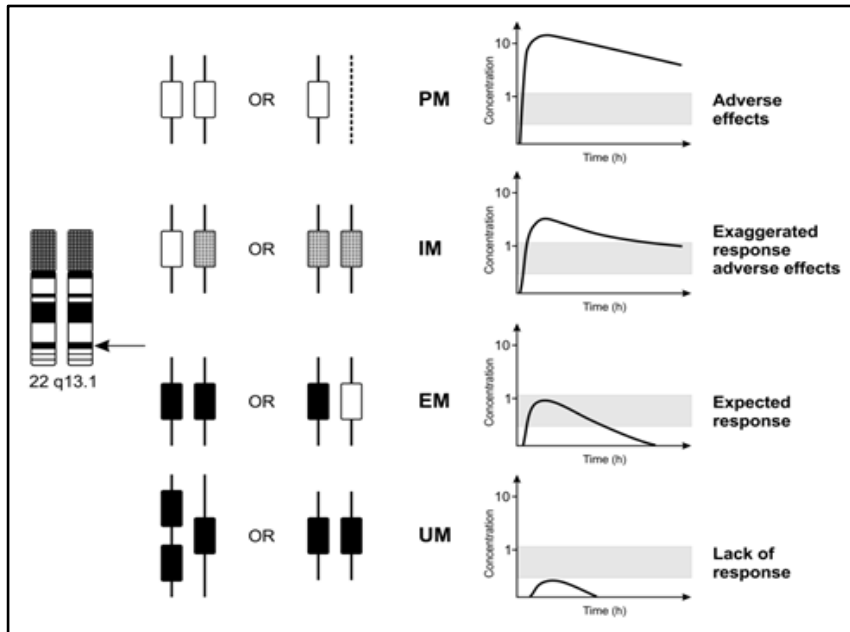 OR
PM
10
1
Concentration
Time (h)
Adverse
effects
OR
IM
10
1
Concentration
Time (h)
Exaggerated
response
adverse effects
22 q13.1
OR
EM
10
1
Concentration
Time (h)
Expected
response
OR
UM
10
1
Concentration
Time (h)
Lack of
response